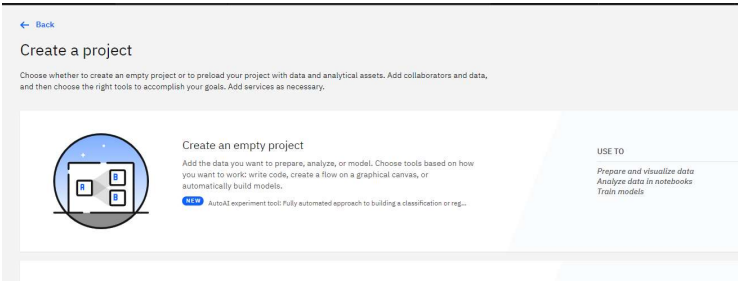 ← Back
Create a project
Choose whether to create an empty project or to preload your project with data and analytical assets. Add collaborators and data,
and then choose the right tools to accomplish your goals. Add services as necessary.
Create an empty project
Add the data you want to prepare, analyze, or model. Choose tools based on how
you want to work: write code, create a flow on a graphical canvas, or
automatically build models.
NEW AutoAI experiment tool: Fully automated approach to building a classification or reg...
A
B
B
USE TO
Prepare and visualize data
Analyze data in notebooks
Train models